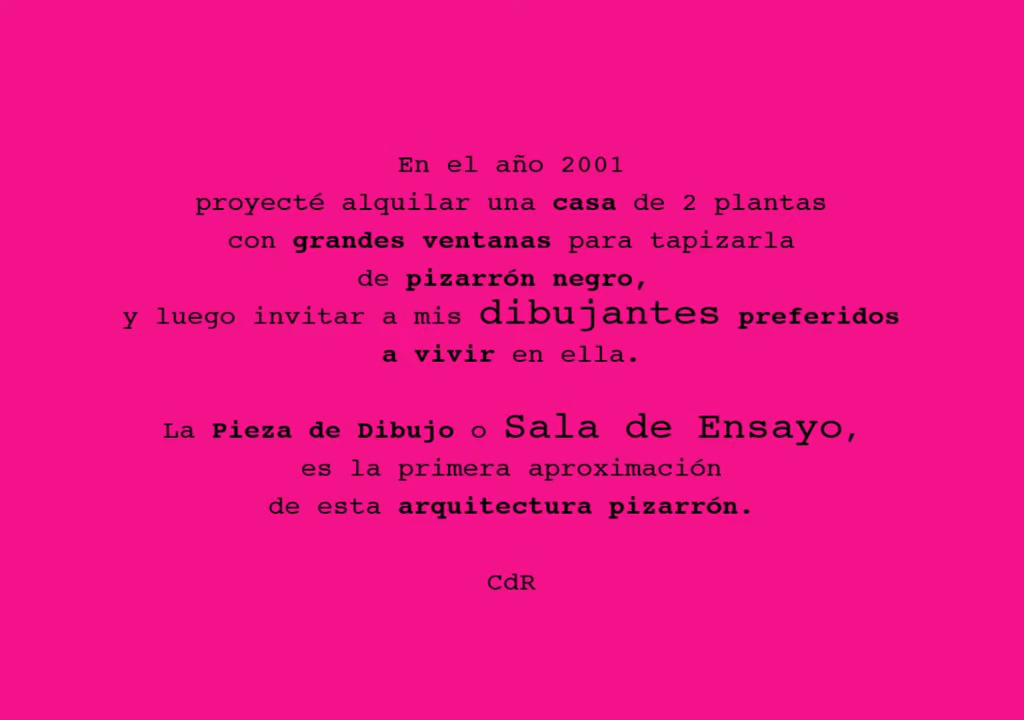 En el año 2001
proyecté alquilar una casa de 2 plantas
con grandes ventanas para tapizarla
de pizarrón negro,
y luego invitar a mis dibujantes preferidos
a vivir en ella.
La Pieza de Dibujo o Sala de Ensayo,
es la primera aproximación
de esta arquitectura pizarrón.
CdR